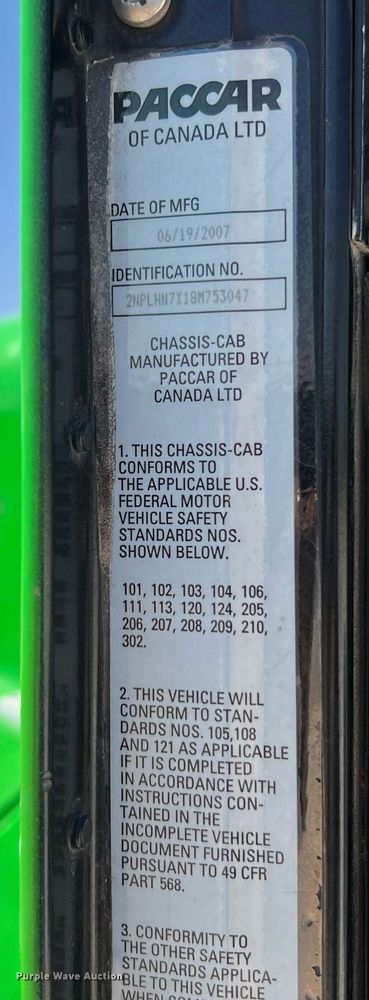 PACCAR
OF CANADA LTD
DATE OF MFG
06/19/2007
IDENTIFICATION NO.
2NPLHN7X18M753047
CHASSIS-CAB
MANUFACTURED BY
PACCAR OF
CANADA LTD
1. THIS CHASSIS-CAB
CONFORMS TO
THE APPLICABLE U.S.
FEDERAL MOTOR
VEHICLE SAFETY
STANDARDS NOS.
SHOWN BELOW.
101, 102, 103, 104, 106,
111, 113, 120, 124, 205,
206, 207, 208, 209, 210,
302.
2. THIS VEHICLE WILL
CONFORM TO STAN-
DARDS NOS. 105,108
AND 121 AS APPLICABLE
IF IT IS COMPLETED
IN ACCORDANCE WITH
INSTRUCTIONS CON-
TAINED IN THE
INCOMPLETE VEHICLE
DOCUMENT FURNISHED
PURSUANT TO 49 CFR
PART 568.
3. CONFORMITY TO
THE OTHER SAFETY
STANDARDS APPLICA-
BLE TO THIS VEHICLE
Purple Wave Auction